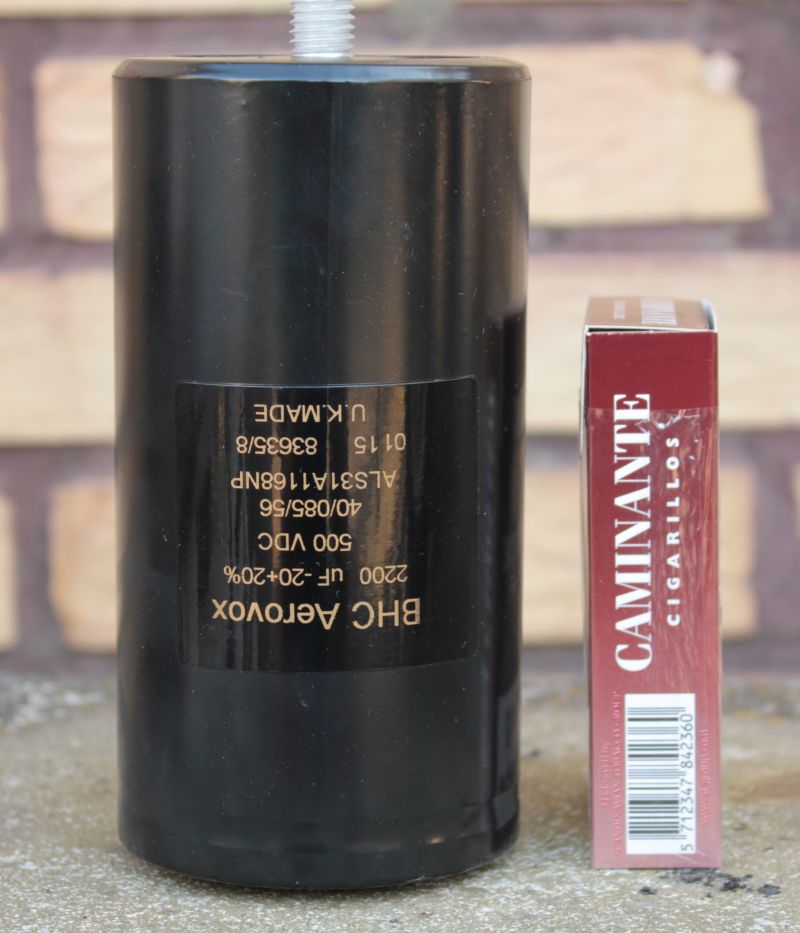 BHC Aerovox
2200 uF -20+20%
500 VDC
40/085/56
ALS31A1168NP
0115 83635/8
U.K.MADE
CAMINANTE
CIGARILLOS
5 712347 842360